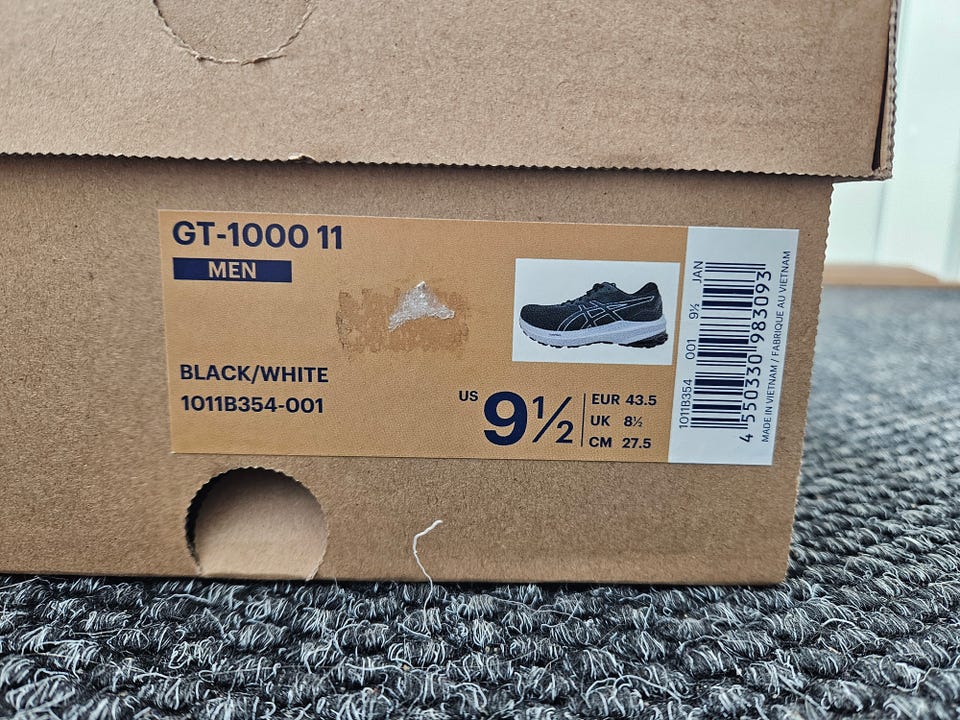 GT-1000 11
MEN
BLACK/WHITE
1011B354-001
US 9½
EUR 43.5
UK 8½
CM 27.5
1011B354 001 9½ JAN
4 550330 983093
MADE IN VIETNAM / FABRIQUE AU VIETNAM